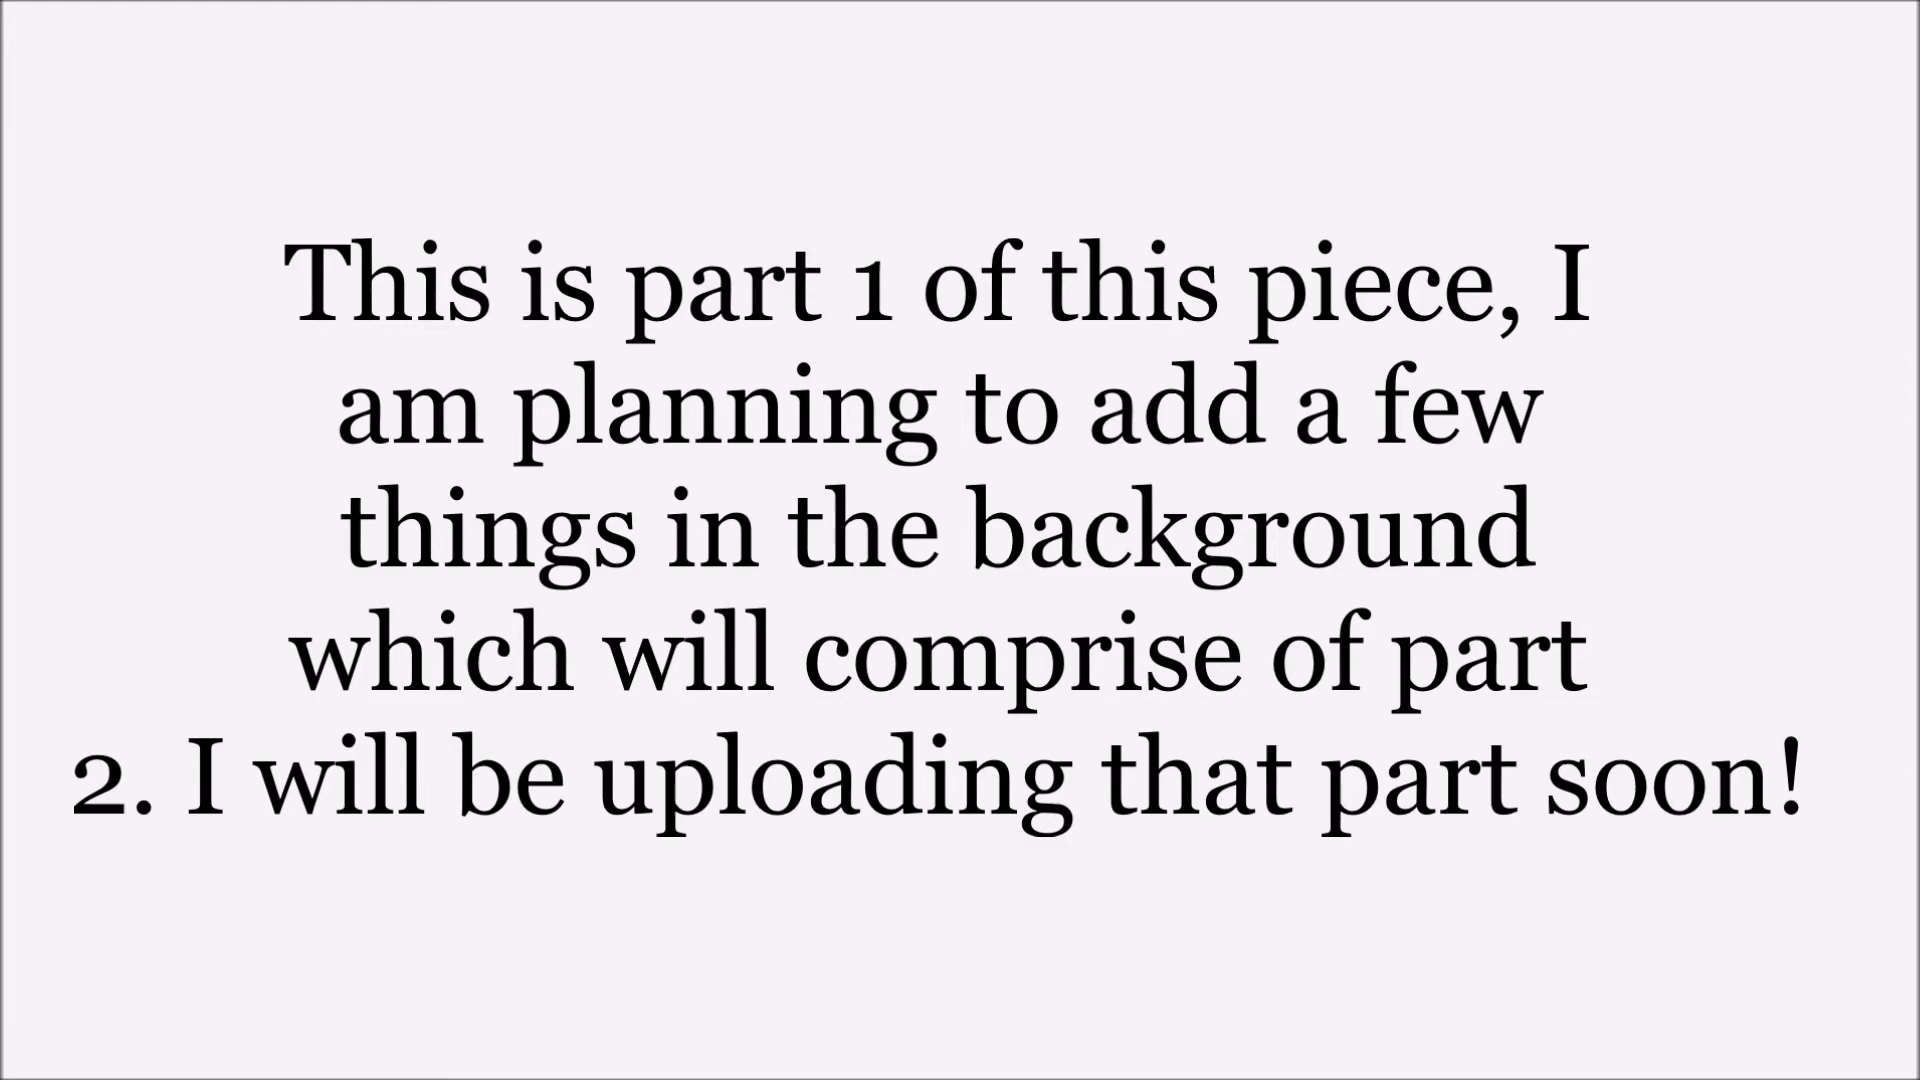 This is part 1 of this piece, I
am planning to add a few
things in the background
which will comprise of part
2. I will be uploading that part soon!